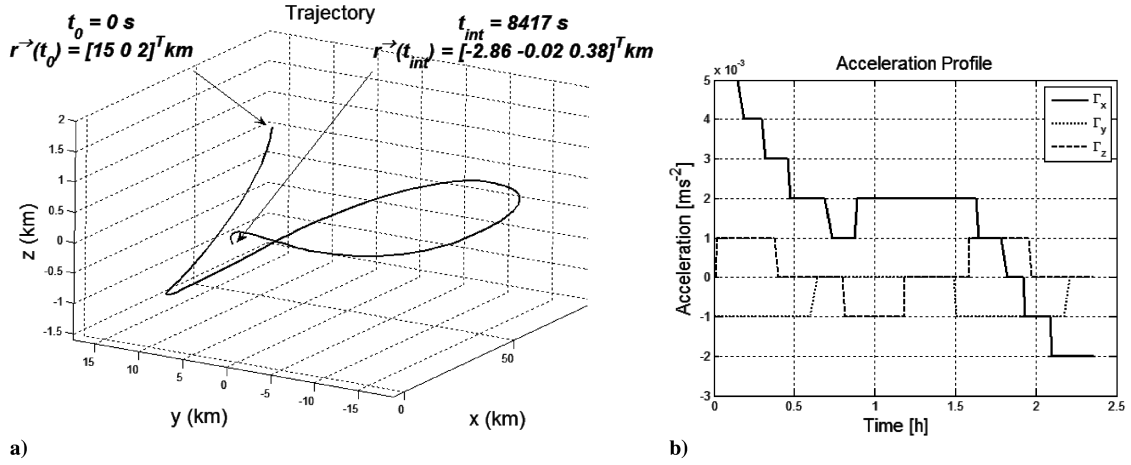 Trajectory
t0 = 0 s
r→(t0) = [15 0 2]Tkm
tint = 8417 s
r→(tint) = [-2.86 -0.02 0.38]Tkm
2
1.5
1
0.5
0
-0.5
-1
-1.5
z (km)
15
10
5
0
-5
-10
-15
y (km)
0
50
x (km)
a)
Acceleration Profile
x 10-3
5
4
3
2
1
0
-1
-2
-3
Acceleration [ms-2]
Γx
Γy
Γz
0
0.5
1
1.5
2
2.5
Time [h]
b)